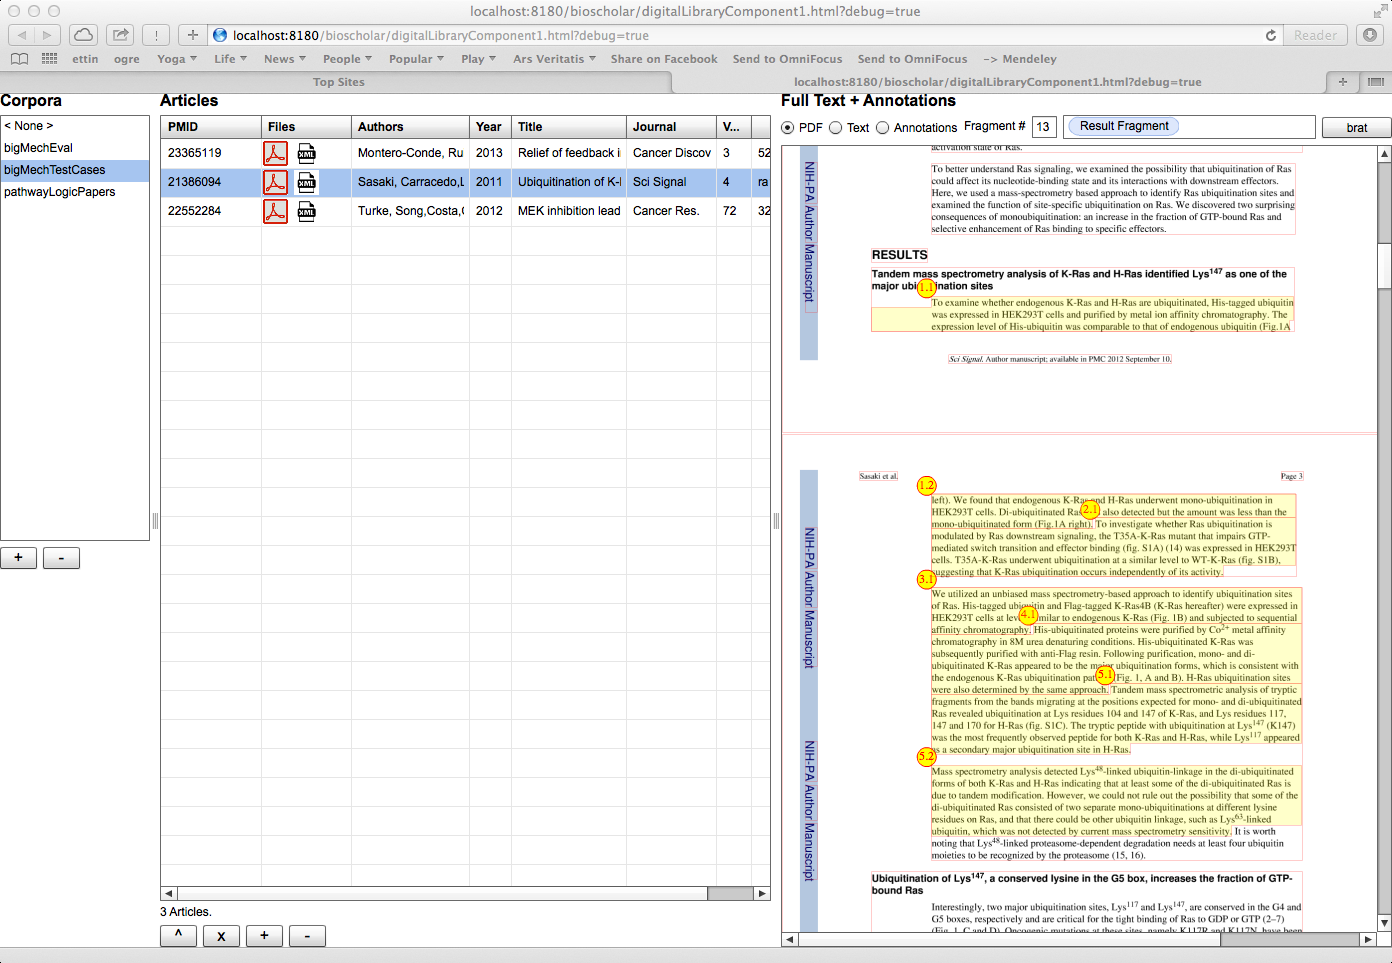 localhost:8180/bioscholar/digitalLibraryComponent1.html?debug=true
localhost:8180/bioscholar/digitalLibraryComponent1.html?debug=true
Reader
ettin ogre Yoga Life News People Popular Play Ars Veritatis Share on Facebook Send to OmniFocus Send to OmniFocus -> Mendeley
Top Sites
localhost:8180/bioscholar/digitalLibraryComponent1.html?debug=true
Corpora
< None >
bigMechEval
bigMechTestCases
pathwayLogicPapers
+ -
Articles
PMID Files Authors Year Title Journal V...
23365119 XML Montero-Conde, Ru 2013 Relief of feedback i Cancer Discov 3 52
21386094 XML Sasaki, Carracedo,L 2011 Ubiquitination of K-l Sci Signal 4 ra
22552284 XML Turke, Song,Costa,( 2012 MEK inhibition lead Cancer Res. 72 32
3 Articles.
^ x + -
Full Text + Annotations
PDF Text Annotations Fragment # 13 Result Fragment brat
activation state of Ras.
To better understand Ras signaling, we examined the possibility that ubiquitination of Ras
could affect its nucleotide-binding state and its interactions with downstream effectors.
Here, we used a mass-spectrometry based approach to identify Ras ubiquitination sites and
examined the function of site-specific ubiquitination on Ras. We discovered two surprising
consequences of monoubiquitination: an increase in the fraction of GTP-bound Ras and
selective enhancement of Ras binding to specific effectors.
NIH-PA Author Manuscript
RESULTS
Tandem mass spectrometry analysis of K-Ras and H-Ras identified Lys147 as one of the
major ubi ination sites
1.1
To examine whether endogenous K-Ras and H-Ras are ubiquitinated, His-tagged ubiquitin
was expressed in HEK293T cells and purified by metal ion affinity chromatography. The
expression level of His-ubiquitin was comparable to that of endogenous ubiquitin (Fig.1A
Sci Signal. Author manuscript; available in PMC 2012 September 10.
Sasaki et al. Page 3
1.2
left). We found that endogenous K-Ras and H-Ras underwent mono-ubiquitination in
HEK293T cells. Di-ubiquitinated Ras 2.1 also detected but the amount was less than the
mono-ubiquitinated form (Fig.1A right). To investigate whether Ras ubiquitination is
modulated by Ras downstream signaling, the T35A-K-Ras mutant that impairs GTP-
mediated switch transition and effector binding (fig. S1A) (14) was expressed in HEK293T
cells. T35A-K-Ras underwent ubiquitination at a similar level to WT-K-Ras (fig. S1B),
suggesting that K-Ras ubiquitination occurs independently of its activity.
3.1
We utilized an unbiased mass spectrometry-based approach to identify ubiquitination sites
of Ras. His-tagged ubiquitin and Flag-tagged K-Ras4B (K-Ras hereafter) were expressed in
HEK293T cells at lev 4.1 similar to endogenous K-Ras (Fig. 1B) and subjected to sequential
affinity chromatography. His-ubiquitinated proteins were purified by Co2+ metal affinity
chromatography in 8M urea denaturing conditions. His-ubiquitinated K-Ras was
subsequently purified with anti-Flag resin. Following purification, mono- and di-
ubiquitinated K-Ras appeared to be the major ubiquitination forms, which is consistent with
the endogenous K-Ras ubiquitination pat 5.1 (Fig. 1, A and B). H-Ras ubiquitination sites
were also determined by the same approach. Tandem mass spectrometric analysis of tryptic
fragments from the bands migrating at the positions expected for mono- and di-ubiquitinated
Ras revealed ubiquitination at Lys residues 104 and 147 of K-Ras, and Lys residues 117,
147 and 170 for H-Ras (fig. S1C). The tryptic peptide with ubiquitination at Lys147 (K147)
was the most frequently observed peptide for both K-Ras and H-Ras, while Lys117 appeared
as a secondary major ubiquitination site in H-Ras.
5.2
Mass spectrometry analysis detected Lys48-linked ubiquitin-linkage in the di-ubiquitinated
forms of both K-Ras and H-Ras indicating that at least some of the di-ubiquitinated Ras is
due to tandem modification. However, we could not rule out the possibility that some of the
di-ubiquitinated Ras consisted of two separate mono-ubiquitinations at different lysine
residues on Ras, and that there could be other ubiquitin linkage, such as Lys63-linked
ubiquitin, which was not detected by current mass spectrometry sensitivity. It is worth
noting that Lys48-linked proteasome-dependent degradation needs at least four ubiquitin
moieties to be recognized by the proteasome (15, 16).
NIH-PA Author Manuscript
NIH-PA Author Manuscript
Ubiquitination of Lys147, a conserved lysine in the G5 box, increases the fraction of GTP-
bound Ras
Interestingly, two major ubiquitination sites, Lys117 and Lys147, are conserved in the G4 and
G5 boxes, respectively and are critical for the tight binding of Ras to GDP or GTP (2–7)
(Fig. 1, C and D). Oncogenic mutations at these sites, namely K117R and K117N, have been